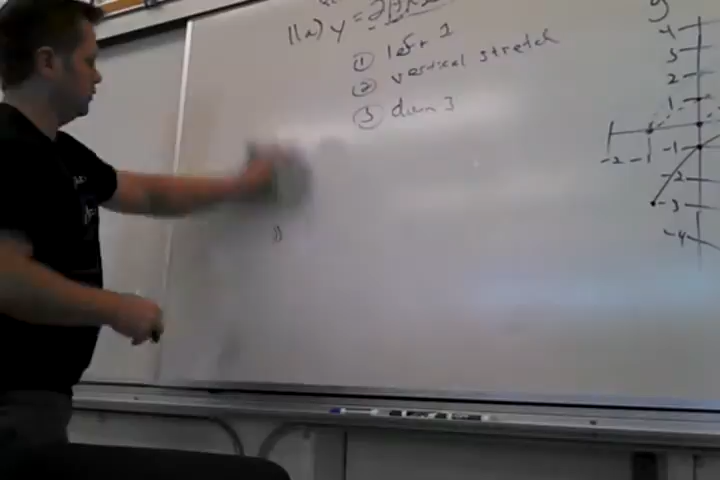 11a) y = 2
① left 1
② vertical stretch
③ down 3
y
4
3
2
1
-2 -1
-1
-2
-3
-4